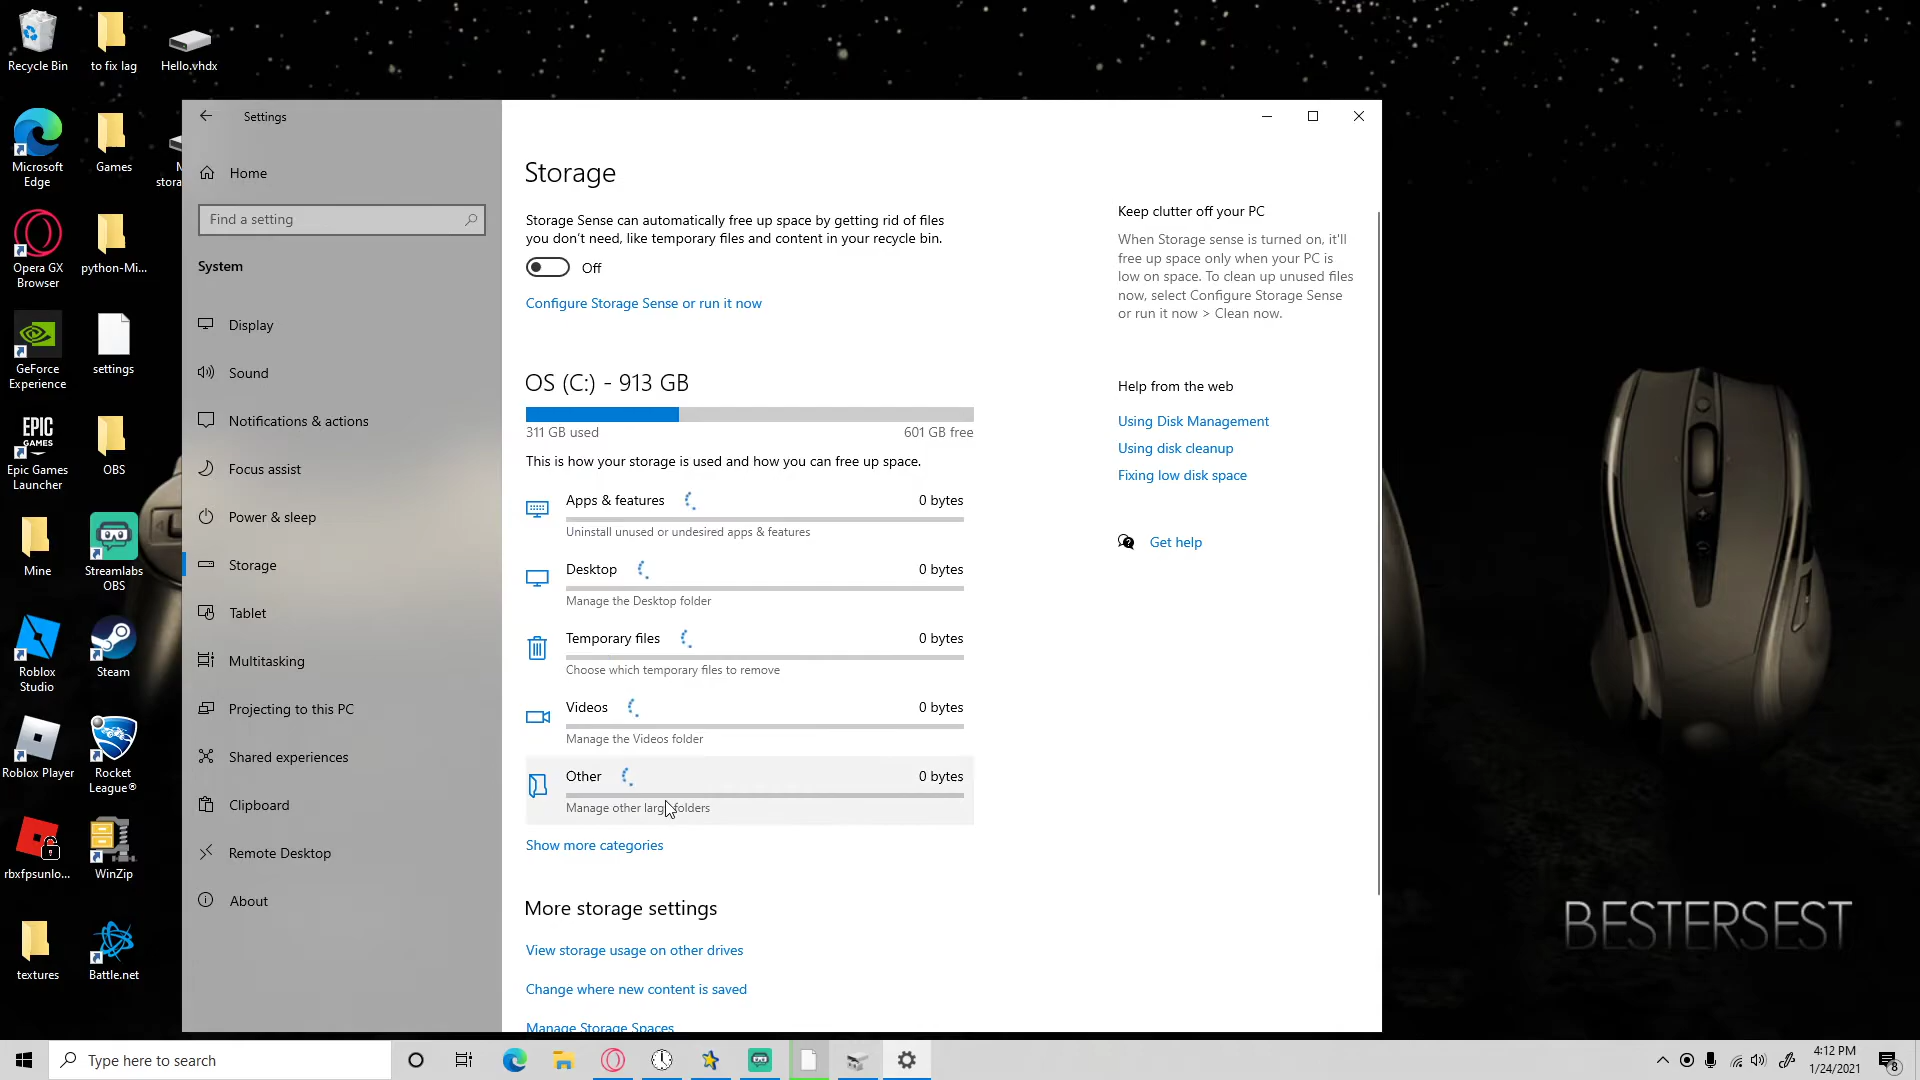 Recycle Bin
to fix lag
Hello.vhdx
Microsoft
Edge
Games
N
stora
Opera GX
Browser
python-Mi...
GeForce
Experience
settings
EPIC
GAMES
Epic Games
Launcher
OBS
Mine
Streamlabs
OBS
Roblox
Studio
Steam
Roblox Player
Rocket
League®
rbxfpsunlo...
WinZip
textures
Battle.net
Settings
Home
Find a setting
System
Display
Sound
Notifications & actions
Focus assist
Power & sleep
Storage
Tablet
Multitasking
Projecting to this PC
Shared experiences
Clipboard
Remote Desktop
About
Storage
Storage Sense can automatically free up space by getting rid of files
you don't need, like temporary files and content in your recycle bin.
Off
Configure Storage Sense or run it now
OS (C:) - 913 GB
311 GB used
601 GB free
This is how your storage is used and how you can free up space.
Apps & features
0 bytes
Uninstall unused or undesired apps & features
Desktop
0 bytes
Manage the Desktop folder
Temporary files
0 bytes
Choose which temporary files to remove
Videos
0 bytes
Manage the Videos folder
Other
0 bytes
Manage other large folders
Show more categories
More storage settings
View storage usage on other drives
Change where new content is saved
Manage Storage Spaces
Keep clutter off your PC
When Storage sense is turned on, it'll
free up space only when your PC is
low on space. To clean up unused files
now, select Configure Storage Sense
or run it now > Clean now.
Help from the web
Using Disk Management
Using disk cleanup
Fixing low disk space
Get help
BESTERSEST
Type here to search
4:12 PM
1/24/2021
8